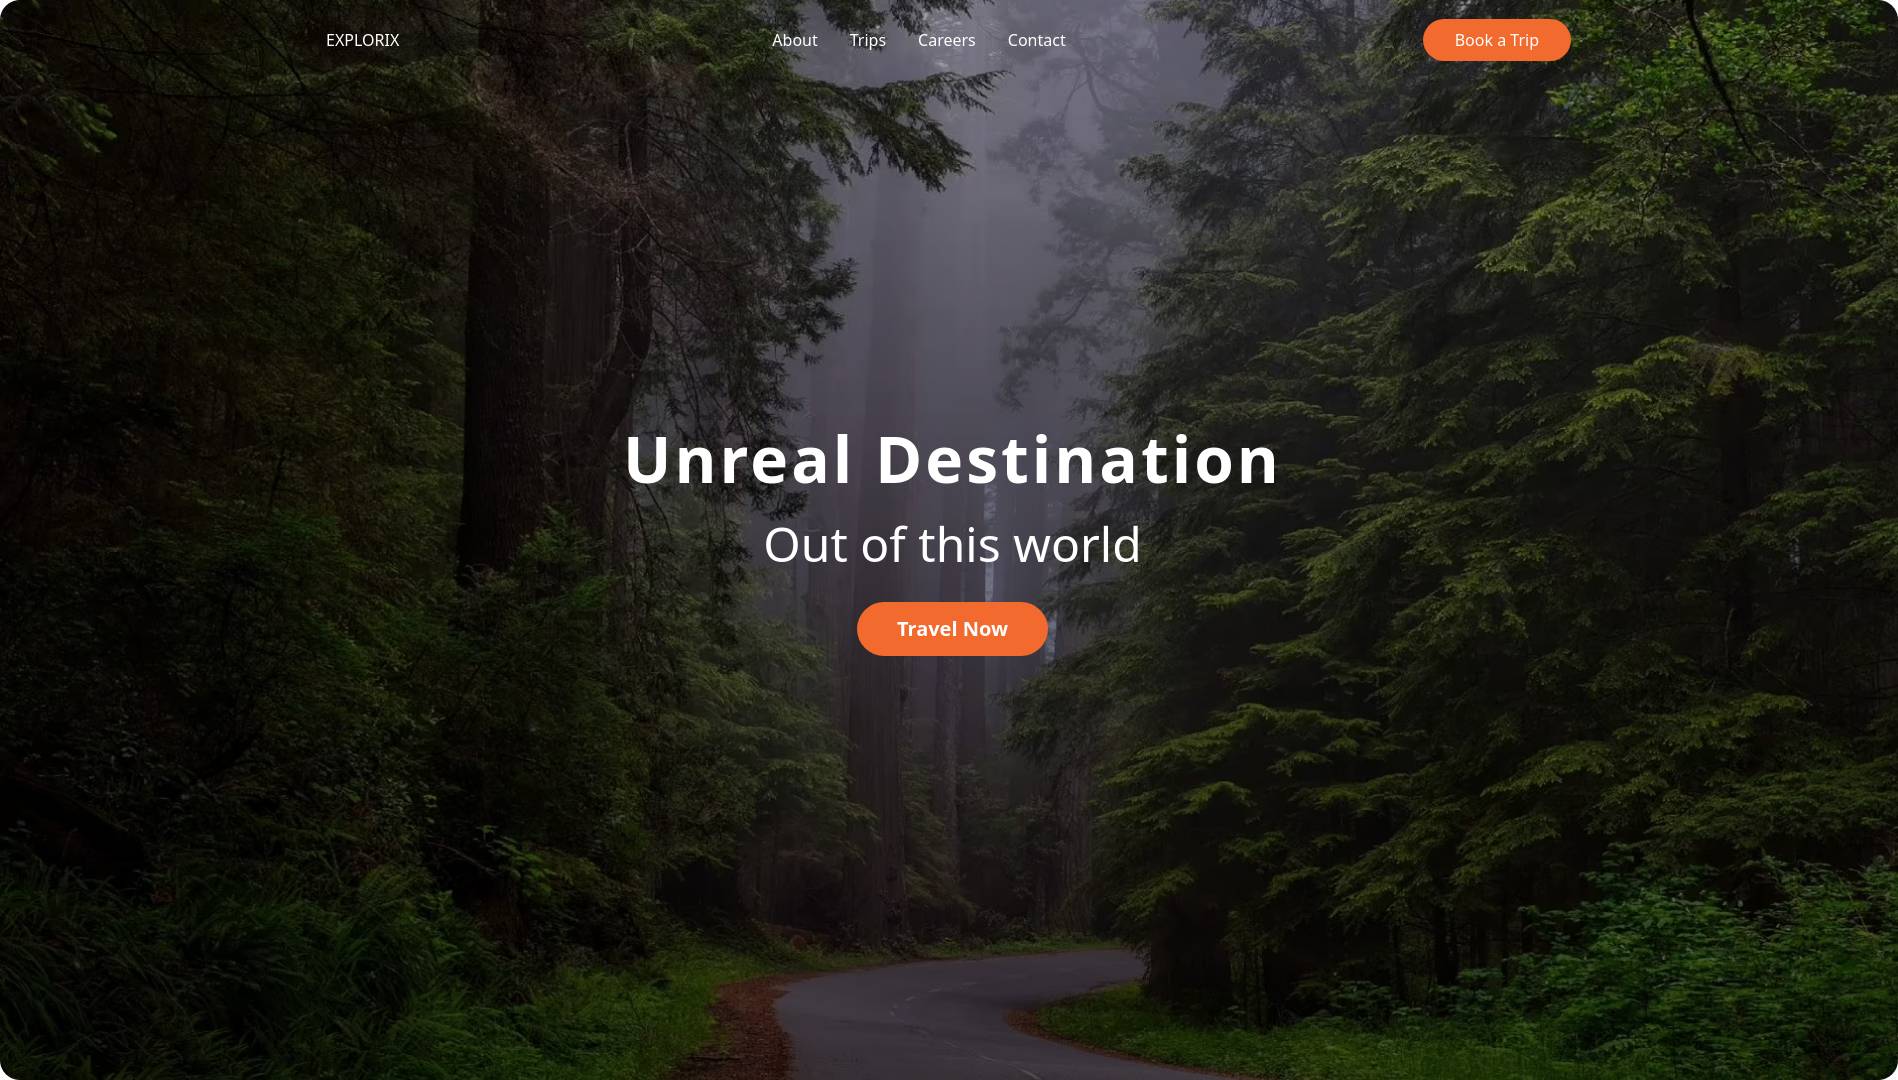 EXPLORIX
About Trips Careers Contact
Book a Trip
Unreal Destination
Out of this world
Travel Now